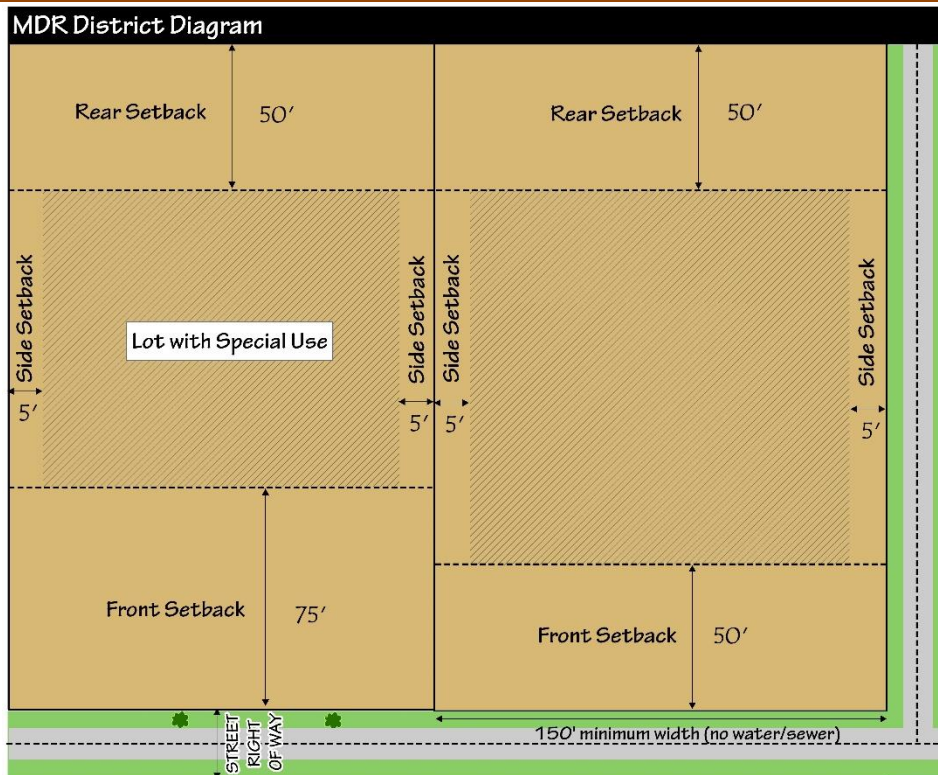 MDR District Diagram
Rear Setback 50'
Rear Setback 50'
Side Setback
5'
Lot with Special Use
Side Setback
5'
Side Setback
5'
Side Setback
5'
Front Setback 75'
Front Setback 50'
STREET
RIGHT
OF WAY
150' minimum width (no water/sewer)